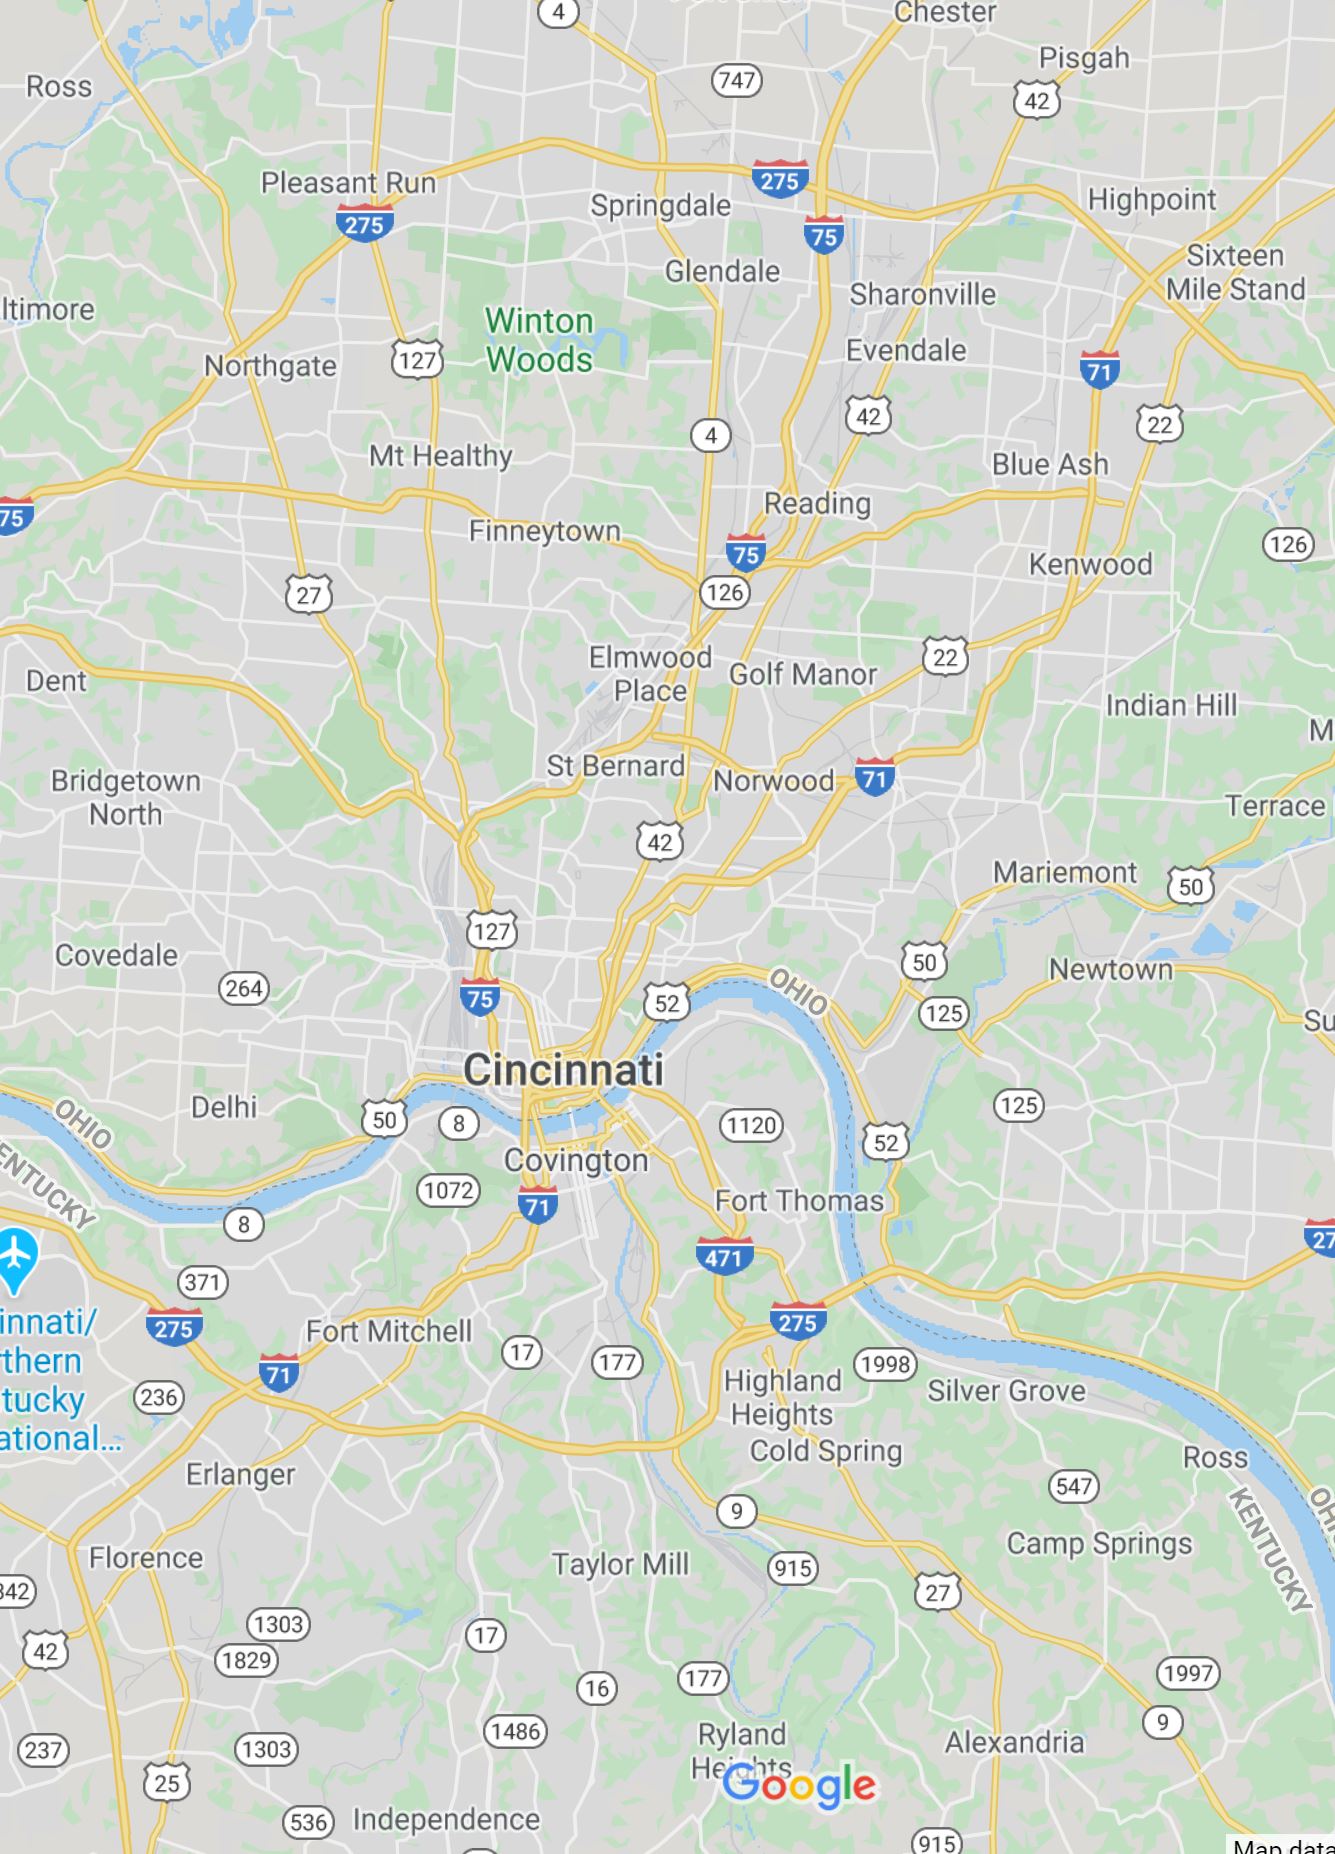 4
Chester
Pisgah
747
Ross
42
275
Pleasant Run
Springdale
Highpoint
275
75
Sixteen
Mile Stand
Glendale
Sharonville
ltimore
Winton
Woods
Evendale
127
Northgate
71
42
22
4
Mt Healthy
Blue Ash
Reading
75
Finneytown
126
75
Kenwood
126
27
Elmwood
Place
22
Golf Manor
Dent
Indian Hill
M
St Bernard
Bridgetown
North
Norwood
71
Terrace
42
Mariemont
50
127
Covedale
50
Newtown
264
75
52
OHIO
125
Su
Cincinnati
Delhi
OHIO
50
8
125
1120
52
Covington
ENTUCKY
1072
71
Fort Thomas
8
27
471
371
innati/
thern
tucky
ational...
275
275
Fort Mitchell
17
177
1998
71
236
Highland
Heights
Silver Grove
Cold Spring
Ross
Erlanger
547
9
OHI
KENTUCKY
Camp Springs
Florence
Taylor Mill
915
342
27
1303
17
42
1829
1997
177
16
9
1486
Ryland
Heights
Alexandria
237
1303
25
Google
536
Independence
915
Map data